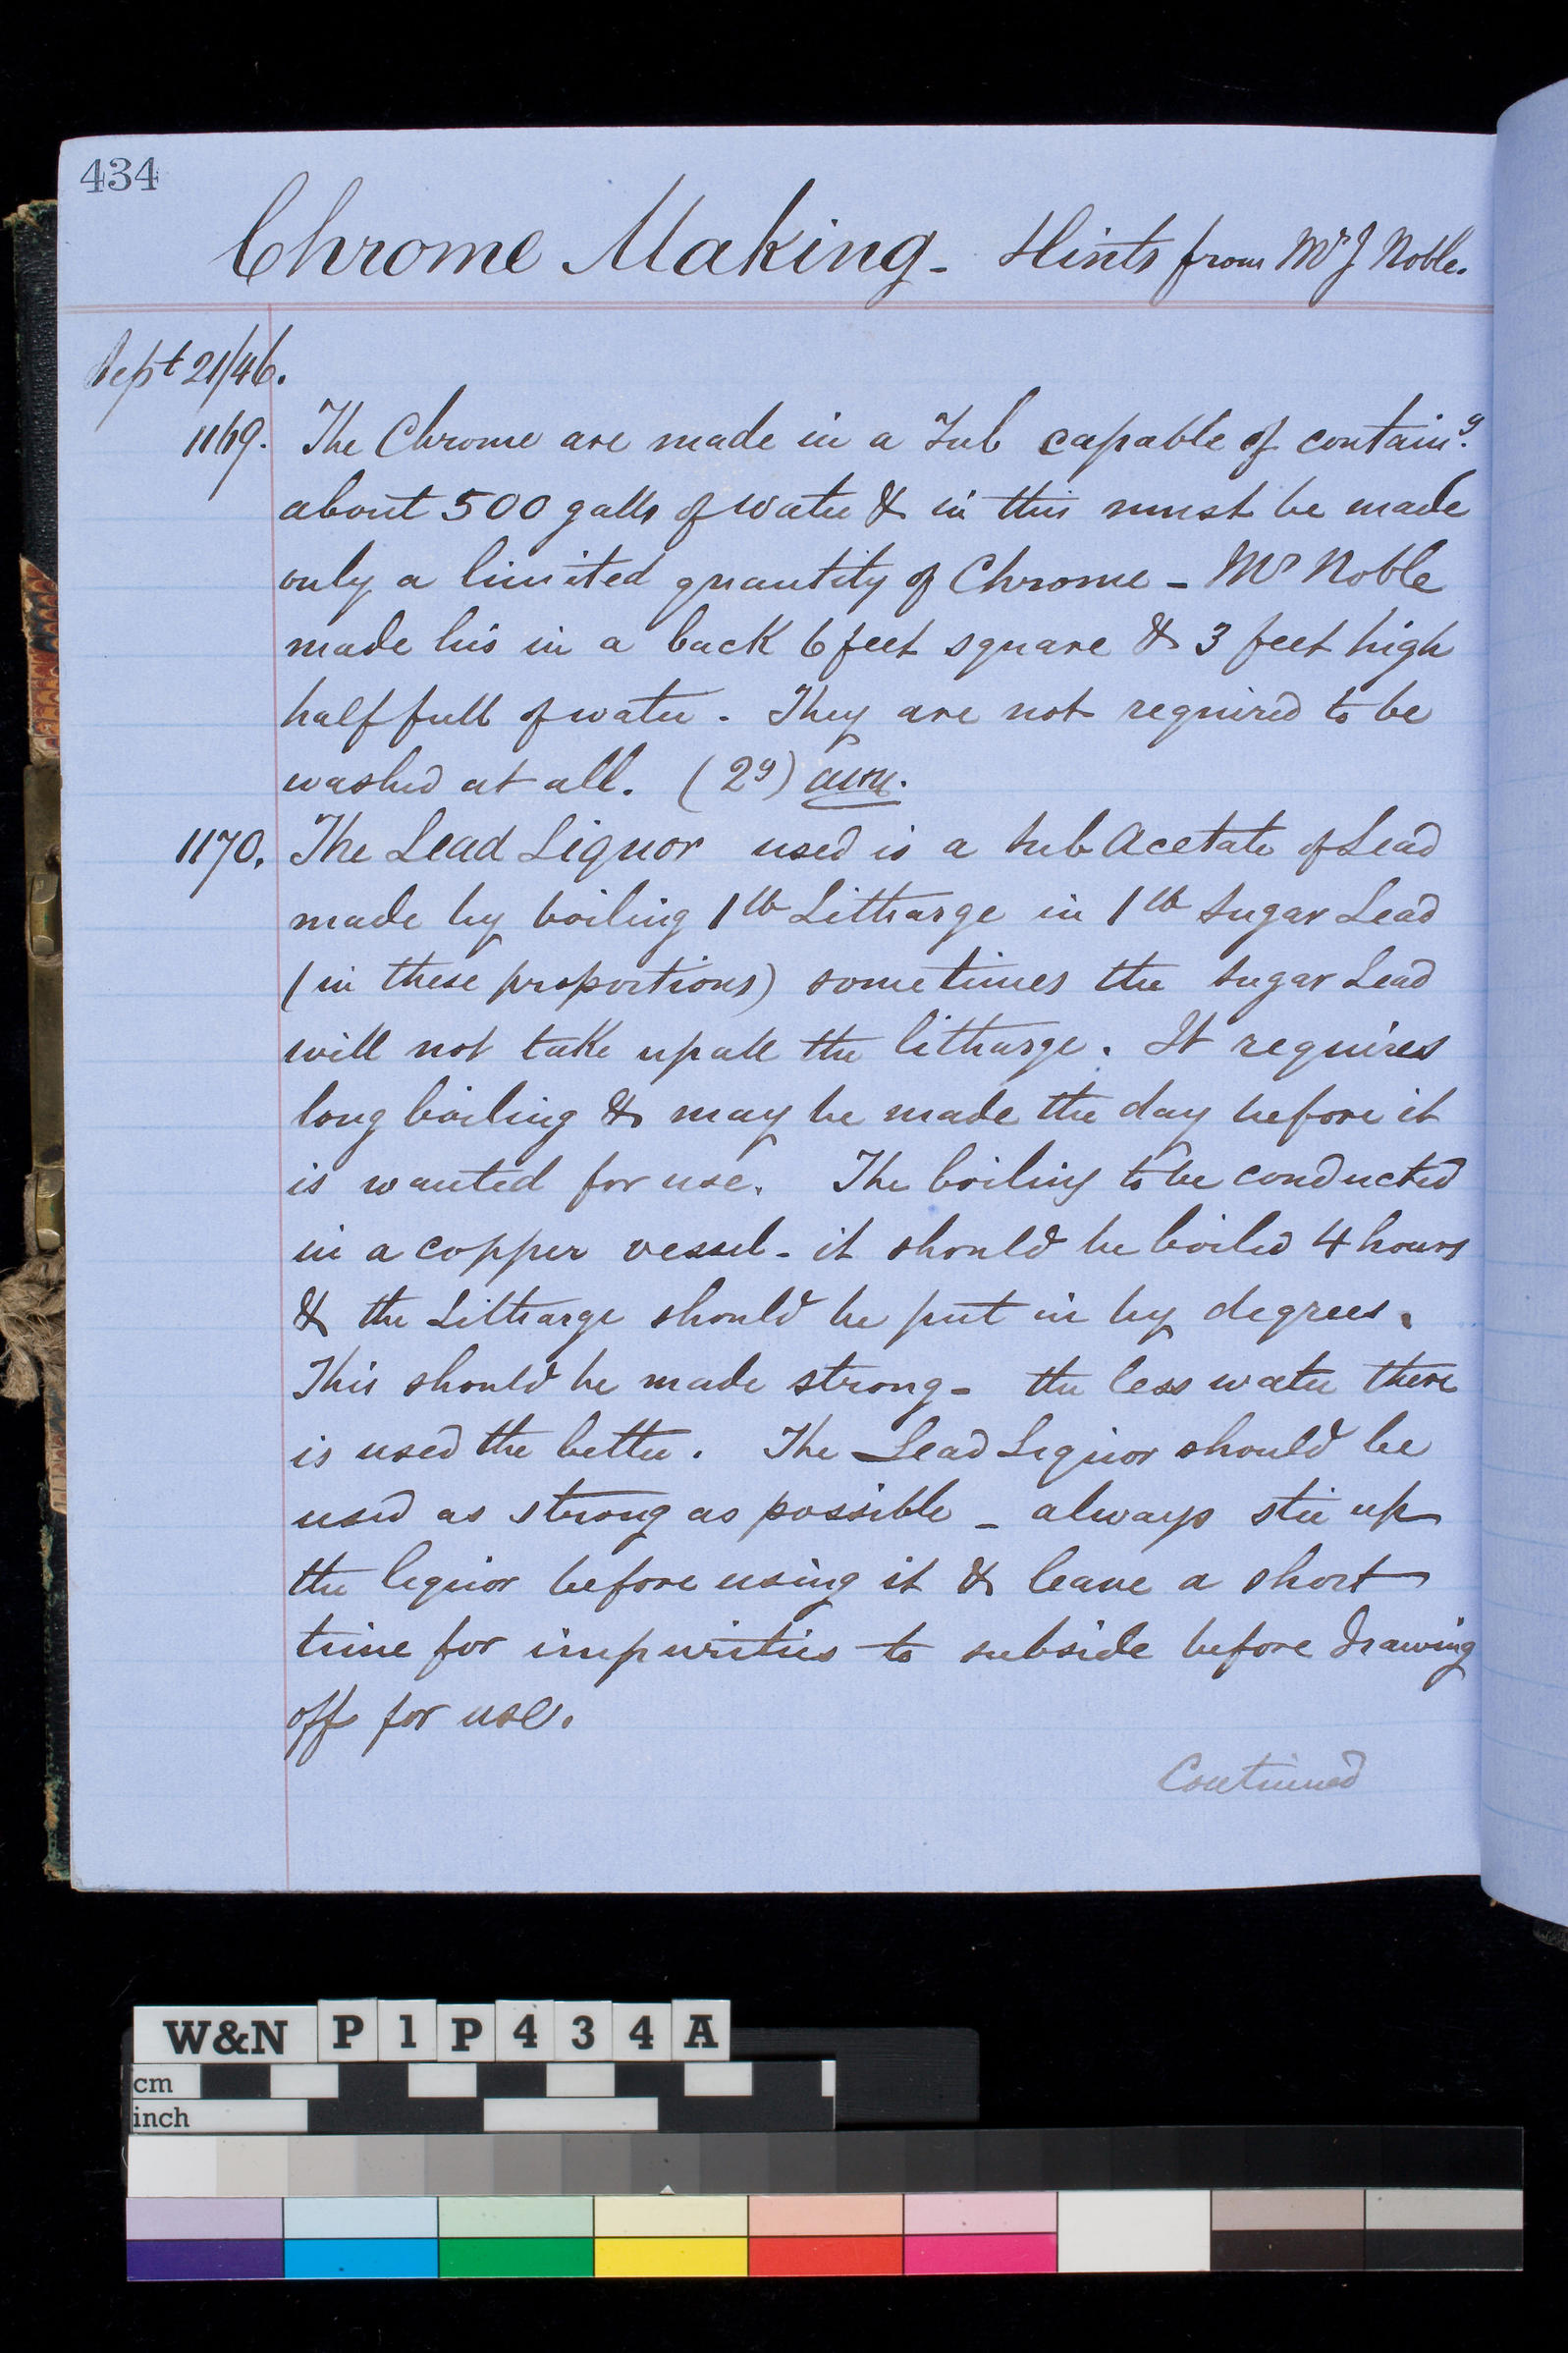 434
Chrome Making - Hints from Mr J Noble.
Sept 21/46.
1169. The Chrome are made in a Tub capable of containg.
about 500 galls of water & in this must be made
only a limited quantity of Chrome - Mr Noble
made his in a back 6 feet square & 3 feet high
half full of water. They are not required to be
washed at all. (29)
1170. The Lead Liquor used is a sub Acetate of Lead
made by boiling 1 lb Litharge in 1 lb Sugar Lead
(in these proportions) sometimes the sugar Lead
will not take up all the litharge. It requires
long boiling & may be made the day before it
is wanted for use. The boiling to be conducted
in a copper vessel - it should be boiled 4 hours
& the Litharge should be put in by degrees.
This should be made strong - the less water there
is used the better. The Lead Liquor should be
used as strong as possible - always stir up
the liquor before using it & leave a short
time for impurities to subside before drawing
off for use.
Continued
W&N P1P434A
cm
inch